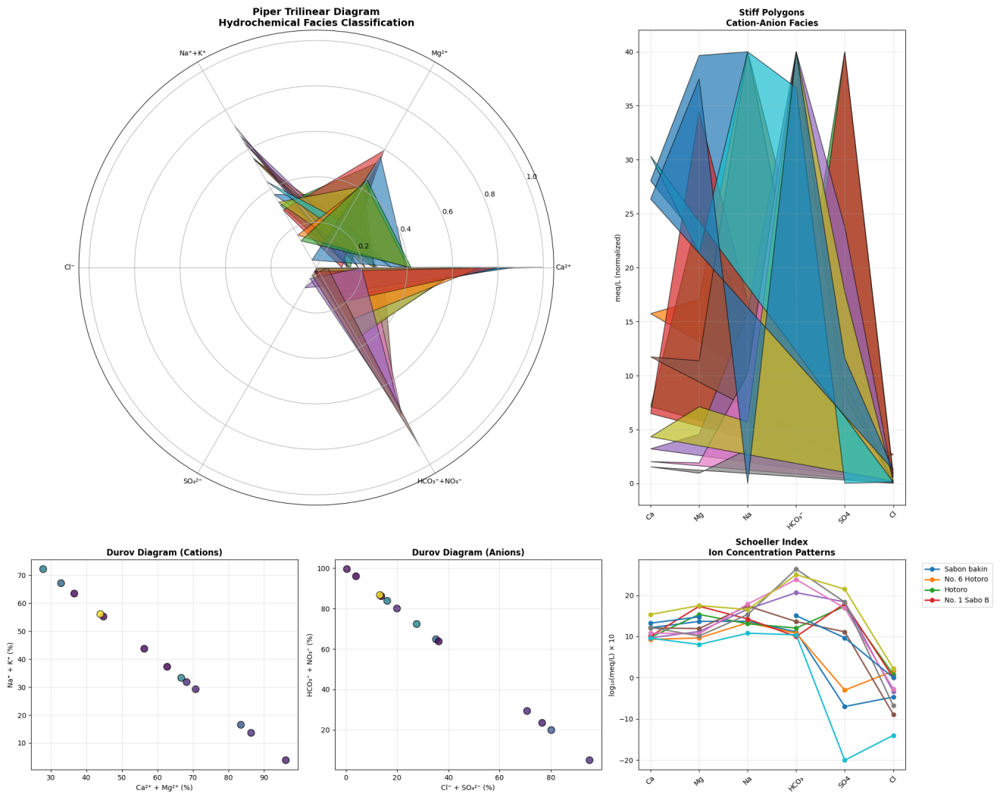 Piper Trilinear Diagram
Hydrochemical Facies Classification
Na⁺+K⁺
Mg²⁺
1.0
0.8
0.6
0.4
0.2
Cl⁻
Ca²⁺
SO₄²⁻
HCO₃⁻+NO₃⁻
Stiff Polygons
Cation-Anion Facies
meq/L (normalized)
40
35
30
25
20
15
10
5
0
Ca
Mg
Na
HCO₃⁻
SO4
Cl
Durov Diagram (Cations)
Na⁺ + K⁺ (%)
70
60
50
40
30
20
10
30
40
50
60
70
80
90
Ca²⁺ + Mg²⁺ (%)
Durov Diagram (Anions)
HCO₃⁻ + NO₃⁻ (%)
100
80
60
40
20
0
20
40
60
80
Cl⁻ + SO₄²⁻ (%)
Schoeller Index
Ion Concentration Patterns
log₁₀(meq/L) × 10
20
10
0
−10
−20
Ca
Mg
Na
HCO₃
SO4
Cl
Sabon bakin
No. 6 Hotoro
Hotoro
No. 1 Sabo B